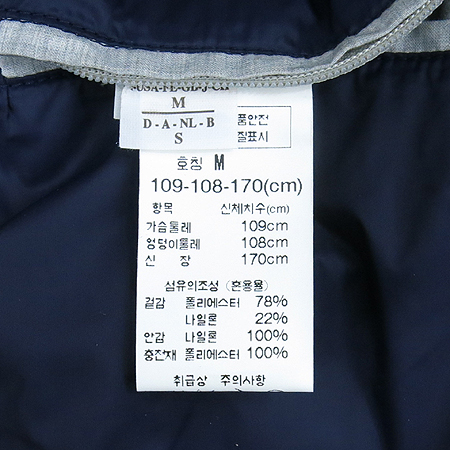 M
D - A - NL - B
S
품안전
질표시
호칭 M
109-108-170(cm)
항목 신체치수(cm)
가슴둘레 109cm
엉덩이둘레 108cm
신 장 170cm
섬유의조성 (혼용율)
겉감 폴리에스터 78%
나일론 22%
안감 나일론 100%
충전재 폴리에스터 100%
취급상 주의사항